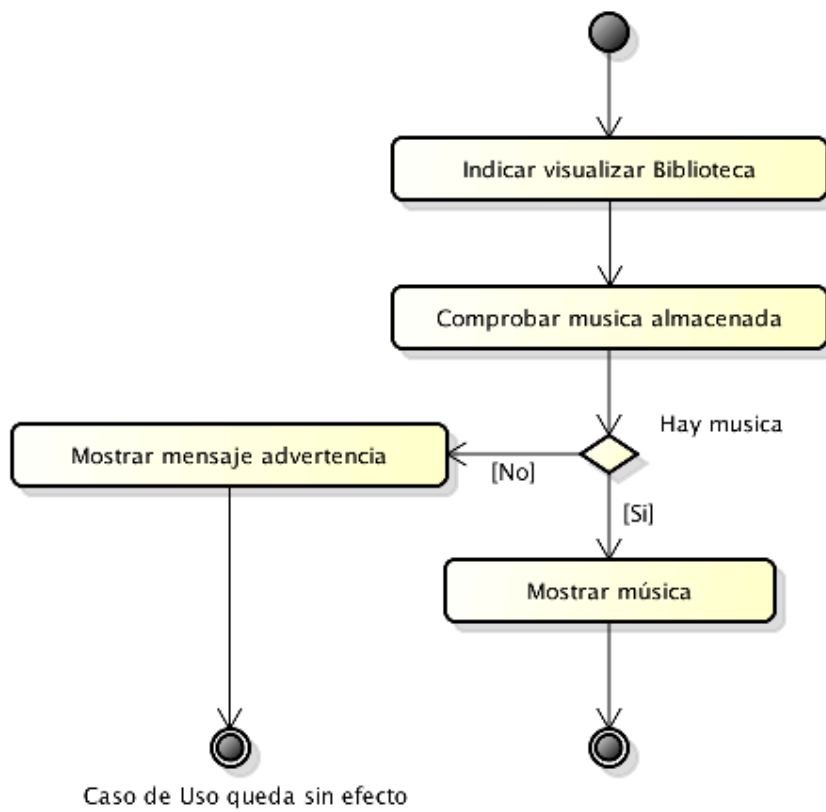 Indicar visualizar Biblioteca
Comprobar musica almacenada
Hay musica
Mostrar mensaje advertencia
[No]
[Si]
Mostrar música
Caso de Uso queda sin efecto